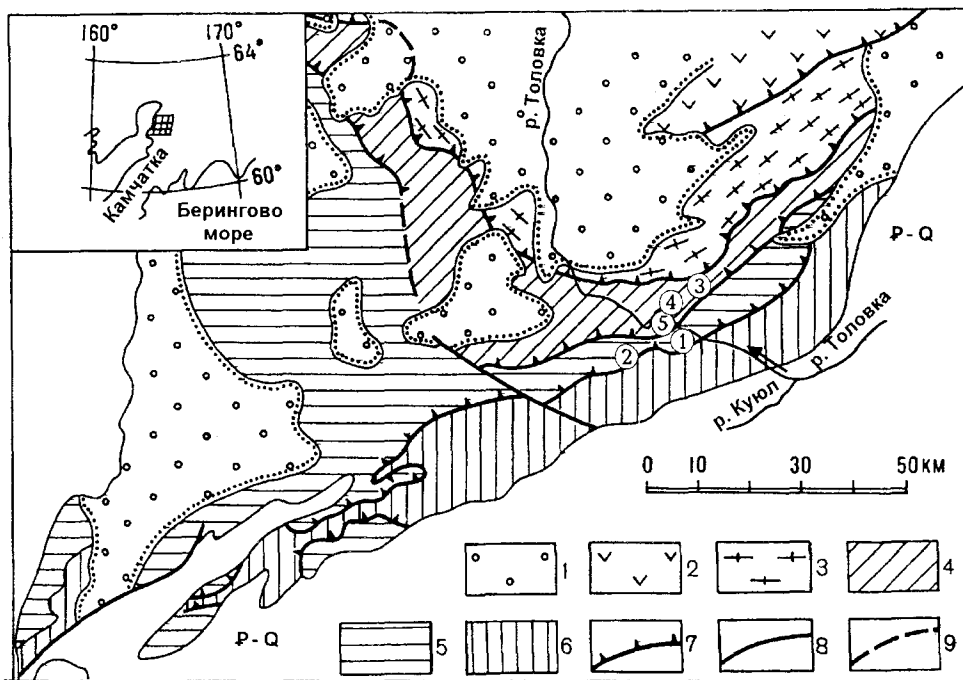 160°
170°
64°
60°
Камчатка
Берингово
море
р. Толовка
₽-Q
3
4
5
1
2
р. Толовка
р. Куюл
0 10 30 50 КМ
1
2
3
4
₽-Q
5
6
7
8
9